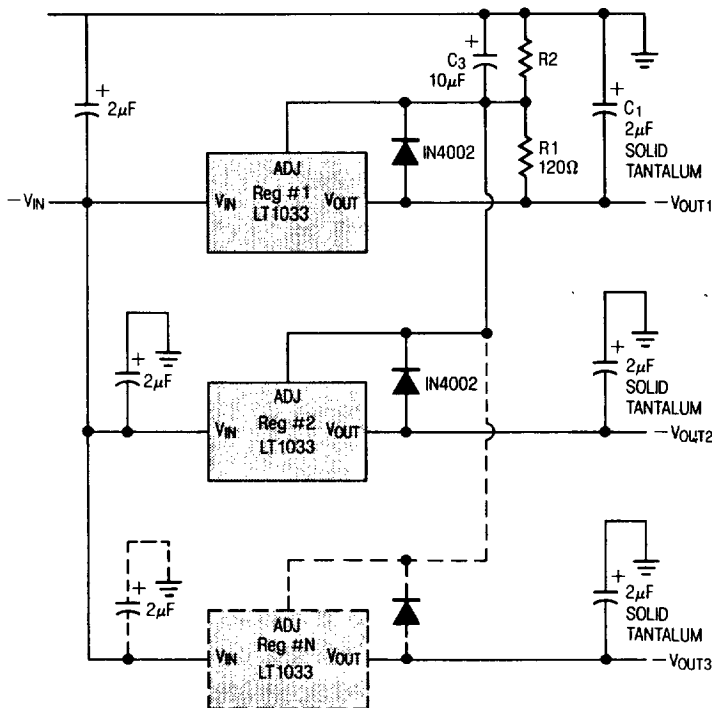 +
2µF
C3
10µF
+
R2
+
C1
2µF
SOLID
TANTALUM
IN4002
R1
120Ω
ADJ
Reg #1
LT1033
VIN
VOUT
−VIN
−VOUT1
+
2µF
ADJ
Reg #2
LT1033
VIN
VOUT
IN4002
+
2µF
SOLID
TANTALUM
−VOUT2
+
2µF
ADJ
Reg #N
LT1033
VIN
VOUT
+
2µF
SOLID
TANTALUM
−VOUT3